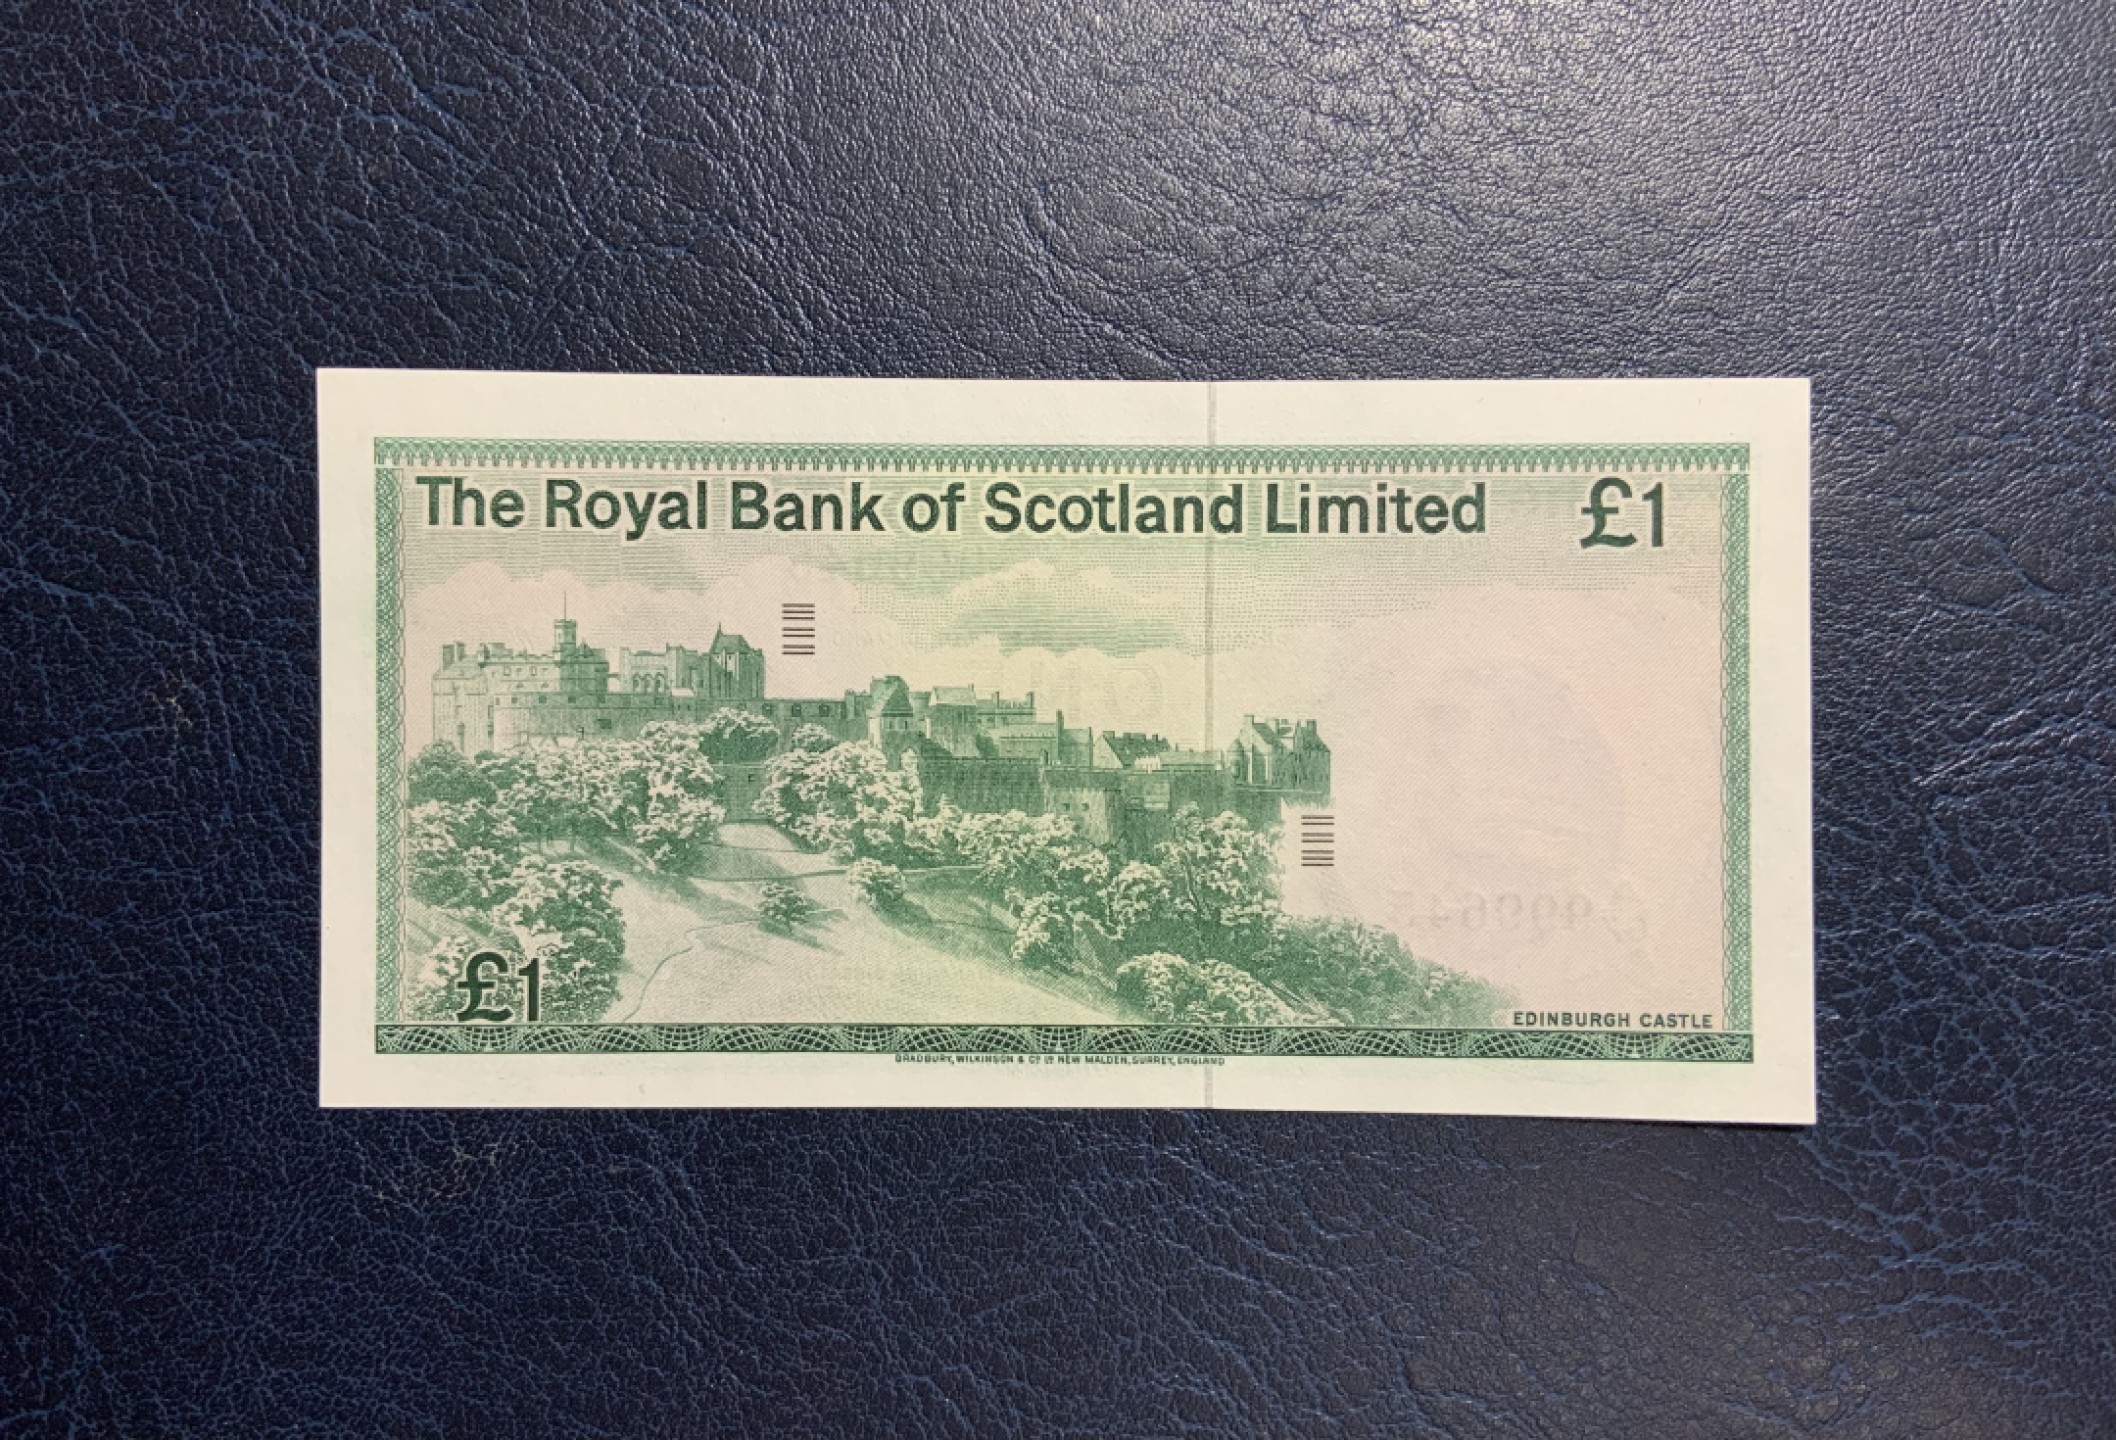 The Royal Bank of Scotland Limited £1
£1
EDINBURGH CASTLE
BRADBURY, WILKINSON & Cº Lᴰ NEW MALDEN, SURREY, ENGLAND